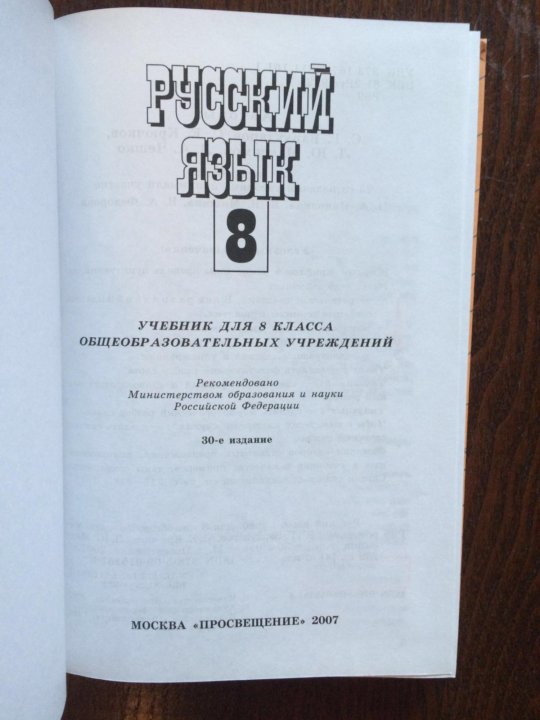 РУССКИЙ
ЯЗЫК
8
УЧЕБНИК ДЛЯ 8 КЛАССА
ОБЩЕОБРАЗОВАТЕЛЬНЫХ УЧРЕЖДЕНИЙ
Рекомендовано
Министерством образования и науки
Российской Федерации
30-е издание
МОСКВА «ПРОСВЕЩЕНИЕ» 2007